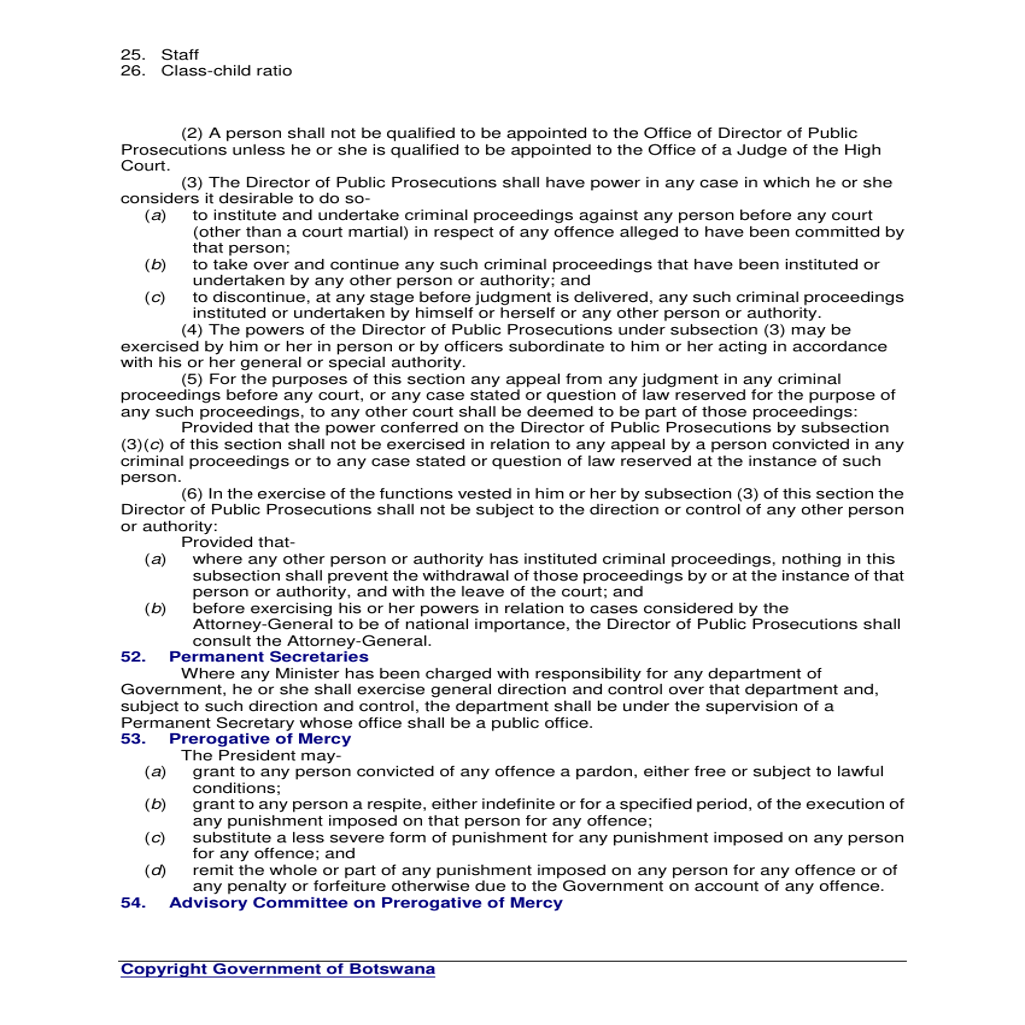 25. Staff
26. Class-child ratio
(2) A person shall not be qualified to be appointed to the Office of Director of Public
Prosecutions unless he or she is qualified to be appointed to the Office of a Judge of the High
Court.
(3) The Director of Public Prosecutions shall have power in any case in which he or she
considers it desirable to do so-
(a) to institute and undertake criminal proceedings against any person before any court
(other than a court martial) in respect of any offence alleged to have been committed by
that person;
(b) to take over and continue any such criminal proceedings that have been instituted or
undertaken by any other person or authority; and
(c) to discontinue, at any stage before judgment is delivered, any such criminal proceedings
instituted or undertaken by himself or herself or any other person or authority.
(4) The powers of the Director of Public Prosecutions under subsection (3) may be
exercised by him or her in person or by officers subordinate to him or her acting in accordance
with his or her general or special authority.
(5) For the purposes of this section any appeal from any judgment in any criminal
proceedings before any court, or any case stated or question of law reserved for the purpose of
any such proceedings, to any other court shall be deemed to be part of those proceedings:
Provided that the power conferred on the Director of Public Prosecutions by subsection
(3)(c) of this section shall not be exercised in relation to any appeal by a person convicted in any
criminal proceedings or to any case stated or question of law reserved at the instance of such
person.
(6) In the exercise of the functions vested in him or her by subsection (3) of this section the
Director of Public Prosecutions shall not be subject to the direction or control of any other person
or authority:
Provided that-
(a) where any other person or authority has instituted criminal proceedings, nothing in this
subsection shall prevent the withdrawal of those proceedings by or at the instance of that
person or authority, and with the leave of the court; and
(b) before exercising his or her powers in relation to cases considered by the
Attorney-General to be of national importance, the Director of Public Prosecutions shall
consult the Attorney-General.
52. Permanent Secretaries
Where any Minister has been charged with responsibility for any department of
Government, he or she shall exercise general direction and control over that department and,
subject to such direction and control, the department shall be under the supervision of a
Permanent Secretary whose office shall be a public office.
53. Prerogative of Mercy
The President may-
(a) grant to any person convicted of any offence a pardon, either free or subject to lawful
conditions;
(b) grant to any person a respite, either indefinite or for a specified period, of the execution of
any punishment imposed on that person for any offence;
(c) substitute a less severe form of punishment for any punishment imposed on any person
for any offence; and
(d) remit the whole or part of any punishment imposed on any person for any offence or of
any penalty or forfeiture otherwise due to the Government on account of any offence.
54. Advisory Committee on Prerogative of Mercy
Copyright Government of Botswana